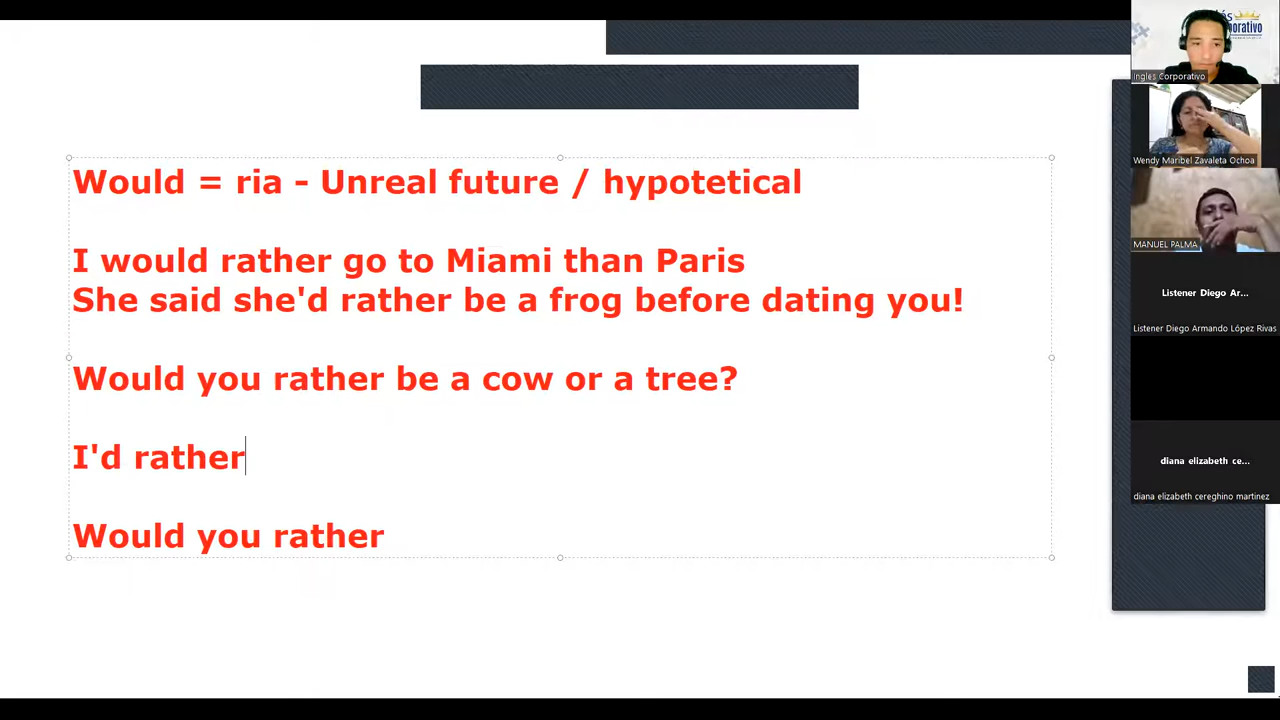 Would = ria - Unreal future / hypotetical
I would rather go to Miami than Paris
She said she'd rather be a frog before dating you!
Would you rather be a cow or a tree?
I'd rather
Would you rather
Ingles Corporativo
Wendy Maribel Zavaleta Ochoa
MANUEL PALMA
Listener Diego Ar...
Listener Diego Armando López Rivas
diana elizabeth ce...
diana elizabeth cereghino martinez